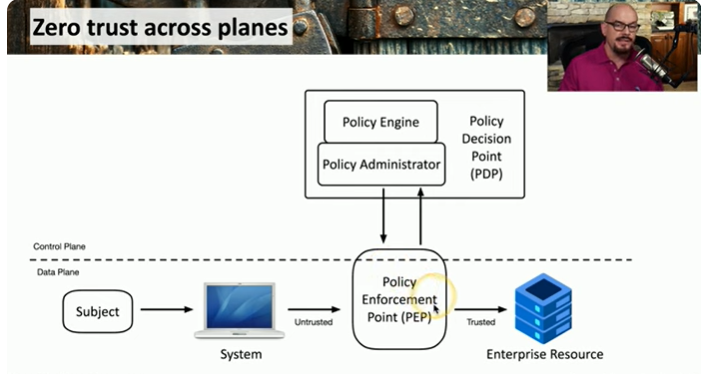 Zero trust across planes
Policy Engine
Policy Administrator
Policy
Decision
Point
(PDP)
Control Plane
Data Plane
Subject
System
Untrusted
Policy
Enforcement
Point (PEP)
Trusted
Enterprise Resource